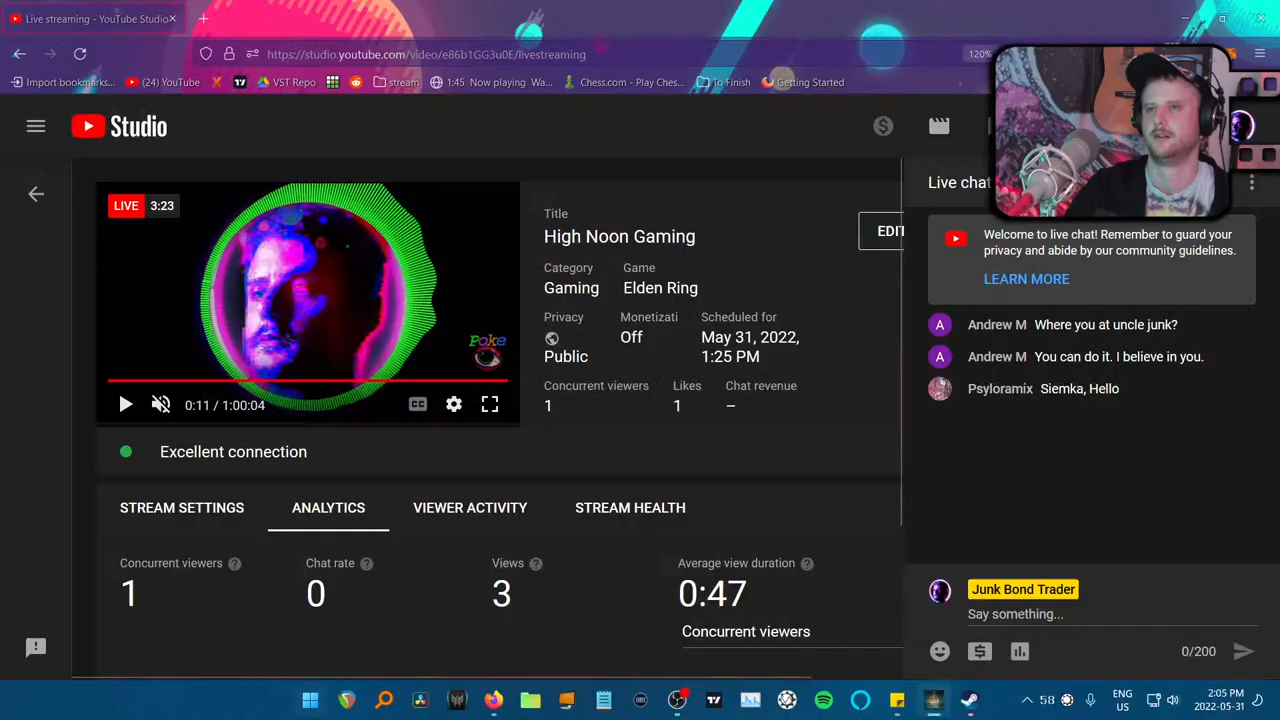 Live streaming - YouTube Studio
https://studio.youtube.com/video/e86b1GG3u0E/livestreaming
120%
Import bookmarks...
(24) YouTube
VST Repo
stream
1:45 Now playing Wa...
Chess.com - Play Ches...
To Finish
Getting Started
Studio
LIVE 3:23
Poke
0:11 / 1:00:04
CC
Title
High Noon Gaming
EDIT
Category
Game
Gaming
Elden Ring
Privacy
Monetizati
Scheduled for
Public
Off
May 31, 2022,
1:25 PM
Concurrent viewers
Likes
Chat revenue
1
1
–
Excellent connection
STREAM SETTINGS
ANALYTICS
VIEWER ACTIVITY
STREAM HEALTH
Concurrent viewers
Chat rate
Views
Average view duration
1
0
3
0:47
Concurrent viewers
Live chat
Welcome to live chat! Remember to guard your
privacy and abide by our community guidelines.
LEARN MORE
A Andrew M Where you at uncle junk?
A Andrew M You can do it. I believe in you.
Psyloramix Siemka, Hello
Junk Bond Trader
Say something...
0/200
58
ENG
US
2:05 PM
2022-05-31